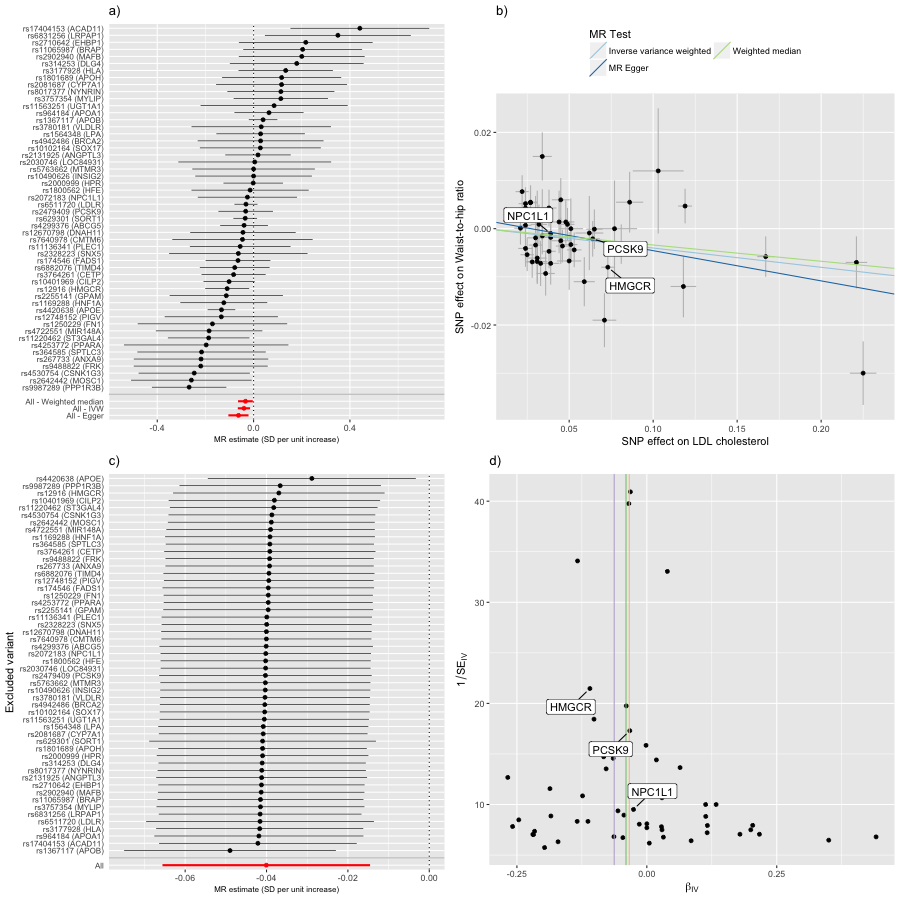 a)
rs17404153 (ACAD11)
rs6831256 (LRPAP1)
rs2710642 (EHBP1)
rs11065987 (BRAP)
rs2902940 (MAFB)
rs314253 (DLG4)
rs3177928 (HLA)
rs1801689 (APOH)
rs2081687 (CYP7A1)
rs8017377 (NYNRIN)
rs3757354 (MYLIP)
rs11563251 (UGT1A1)
rs964184 (APOA1)
rs1367117 (APOB)
rs3780181 (VLDLR)
rs1564348 (LPA)
rs4942486 (BRCA2)
rs10102164 (SOX17)
rs2131925 (ANGPTL3)
rs2030746 (LOC84931)
rs5763662 (MTMR3)
rs10490626 (INSIG2)
rs2000999 (HPR)
rs1800562 (HFE)
rs2072183 (NPC1L1)
rs6511720 (LDLR)
rs2479409 (PCSK9)
rs629301 (SORT1)
rs4299376 (ABCG5)
rs12670798 (DNAH11)
rs7640978 (CMTM6)
rs11136341 (PLEC1)
rs2328223 (SNX5)
rs174546 (FADS1)
rs6882076 (TIMD4)
rs3764261 (CETP)
rs10401969 (CILP2)
rs12916 (HMGCR)
rs2255141 (GPAM)
rs1169288 (HNF1A)
rs4420638 (APOE)
rs12748152 (PIGV)
rs1250229 (FN1)
rs4722551 (MIR148A)
rs11220462 (ST3GAL4)
rs4253772 (PPARA)
rs364585 (SPTLC3)
rs267733 (ANXA9)
rs9488822 (FRK)
rs4530754 (CSNK1G3)
rs2642442 (MOSC1)
rs9987289 (PPP1R3B)
All - Weighted median
All - IVW
All - Egger
-0.4 0.0 0.4
MR estimate (SD per unit increase)
b)
MR Test
Inverse variance weighted
Weighted median
MR Egger
SNP effect on Waist-to-hip ratio
0.02
0.00
-0.02
NPC1L1
PCSK9
HMGCR
0.05 0.10 0.15 0.20
SNP effect on LDL cholesterol
c)
Excluded variant
rs4420638 (APOE)
rs9987289 (PPP1R3B)
rs12916 (HMGCR)
rs10401969 (CILP2)
rs11220462 (ST3GAL4)
rs4530754 (CSNK1G3)
rs2642442 (MOSC1)
rs4722551 (MIR148A)
rs1169288 (HNF1A)
rs364585 (SPTLC3)
rs3764261 (CETP)
rs9488822 (FRK)
rs267733 (ANXA9)
rs6882076 (TIMD4)
rs12748152 (PIGV)
rs174546 (FADS1)
rs1250229 (FN1)
rs4253772 (PPARA)
rs2255141 (GPAM)
rs11136341 (PLEC1)
rs2328223 (SNX5)
rs12670798 (DNAH11)
rs7640978 (CMTM6)
rs4299376 (ABCG5)
rs2072183 (NPC1L1)
rs1800562 (HFE)
rs2030746 (LOC84931)
rs2479409 (PCSK9)
rs5763662 (MTMR3)
rs10490626 (INSIG2)
rs3780181 (VLDLR)
rs4942486 (BRCA2)
rs10102164 (SOX17)
rs11563251 (UGT1A1)
rs1564348 (LPA)
rs2081687 (CYP7A1)
rs629301 (SORT1)
rs1801689 (APOH)
rs2000999 (HPR)
rs314253 (DLG4)
rs8017377 (NYNRIN)
rs2131925 (ANGPTL3)
rs2710642 (EHBP1)
rs2902940 (MAFB)
rs11065987 (BRAP)
rs3757354 (MYLIP)
rs6831256 (LRPAP1)
rs6511720 (LDLR)
rs3177928 (HLA)
rs964184 (APOA1)
rs17404153 (ACAD11)
rs1367117 (APOB)
All
-0.06 -0.04 -0.02 0.00
MR estimate (SD per unit increase)
d)
1/SEIV
40
30
20
10
HMGCR
PCSK9
NPC1L1
-0.25 0.00 0.25
βIV